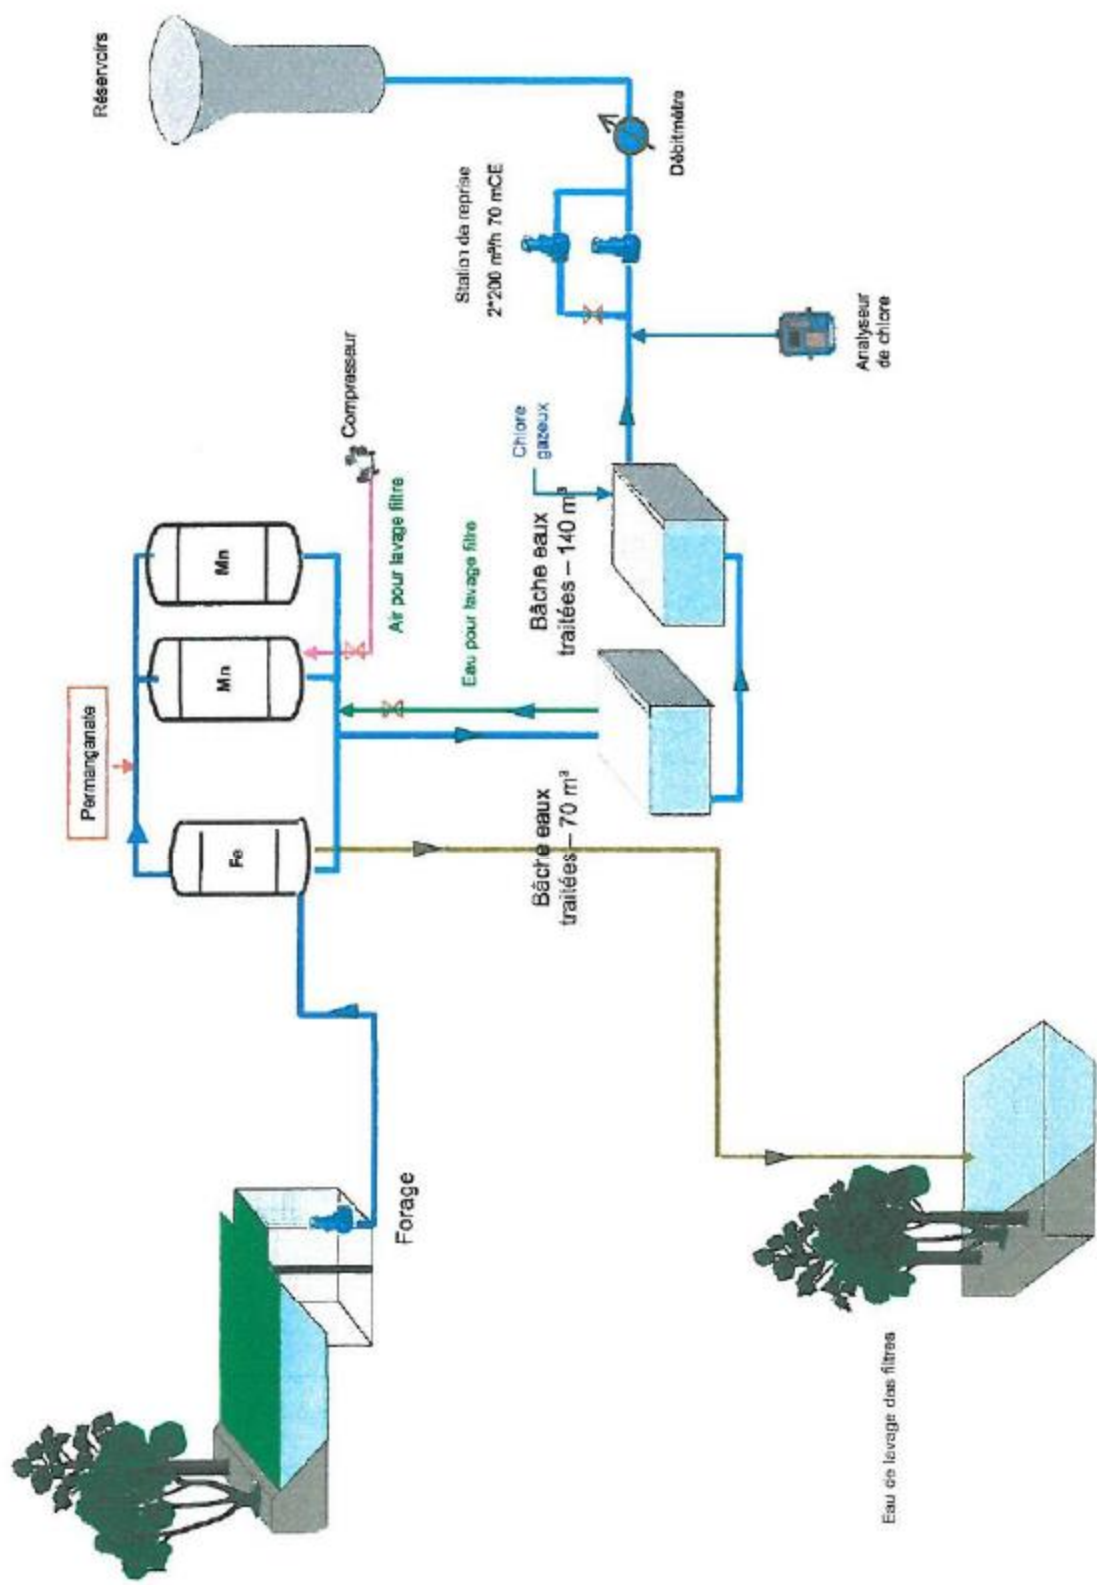 Réservoirs
Station de reprise
2*200 m³/h 70 mCE
Débitmètre
Analyseur
de chlore
Compresseur
Air pour lavage filtre
Eau pour lavage filtre
Chlore
gazeux
Bâche eaux
traitées – 140 m³
Mn
Mn
Permanganate
Fe
Bâche eaux
traitées – 70 m³
Forage
Eau de lavage des filtres